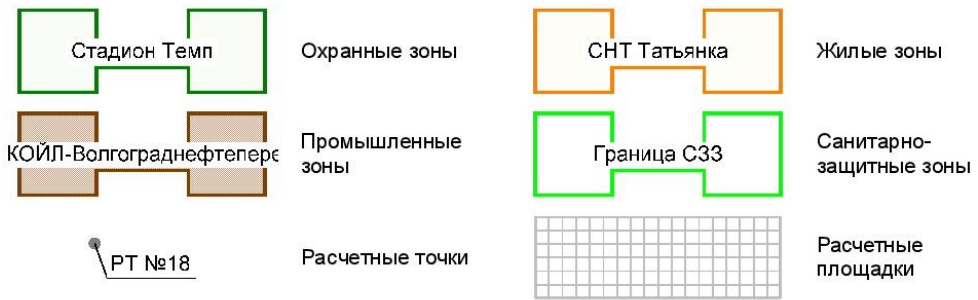 Стадион Темп
Охранные зоны
СНТ Татьянка
Жилые зоны
КОЙЛ-Волгограднефтепере
Промышленные
зоны
Граница СЗЗ
Санитарно-
защитные зоны
РТ №18
Расчетные точки
Расчетные
площадки